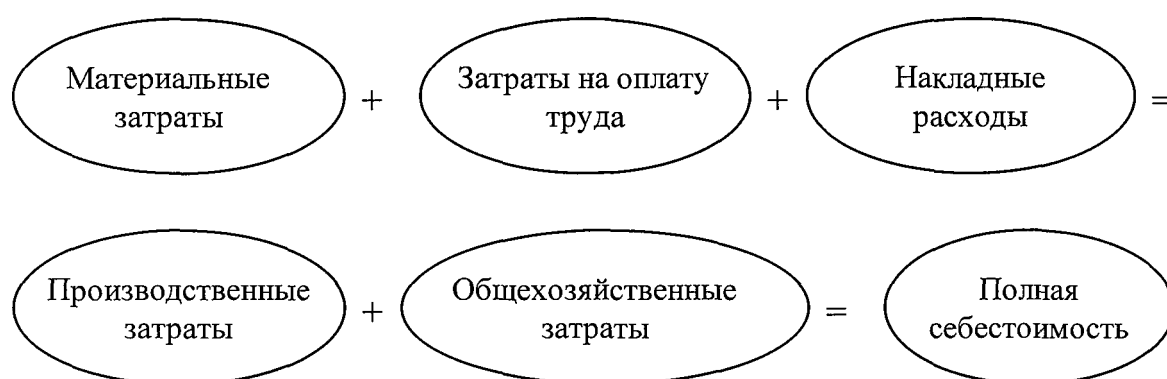 Материальные затраты + Затраты на оплату труда + Накладные расходы =
Производственные затраты + Общехозяйственные затраты = Полная себестоимость